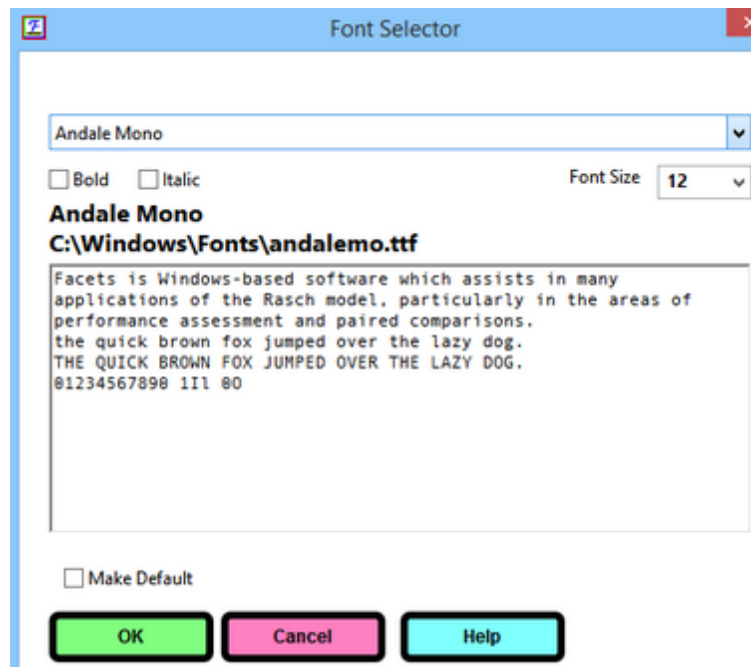 Font Selector
Andale Mono
Bold Italic Font Size 12
Andale Mono
C:\Windows\Fonts\andalemo.ttf
Facets is Windows-based software which assists in many
applications of the Rasch model, particularly in the areas of
performance assessment and paired comparisons.
the quick brown fox jumped over the lazy dog.
THE QUICK BROWN FOX JUMPED OVER THE LAZY DOG.
01234567890 1Il 0O
Make Default
OK Cancel Help